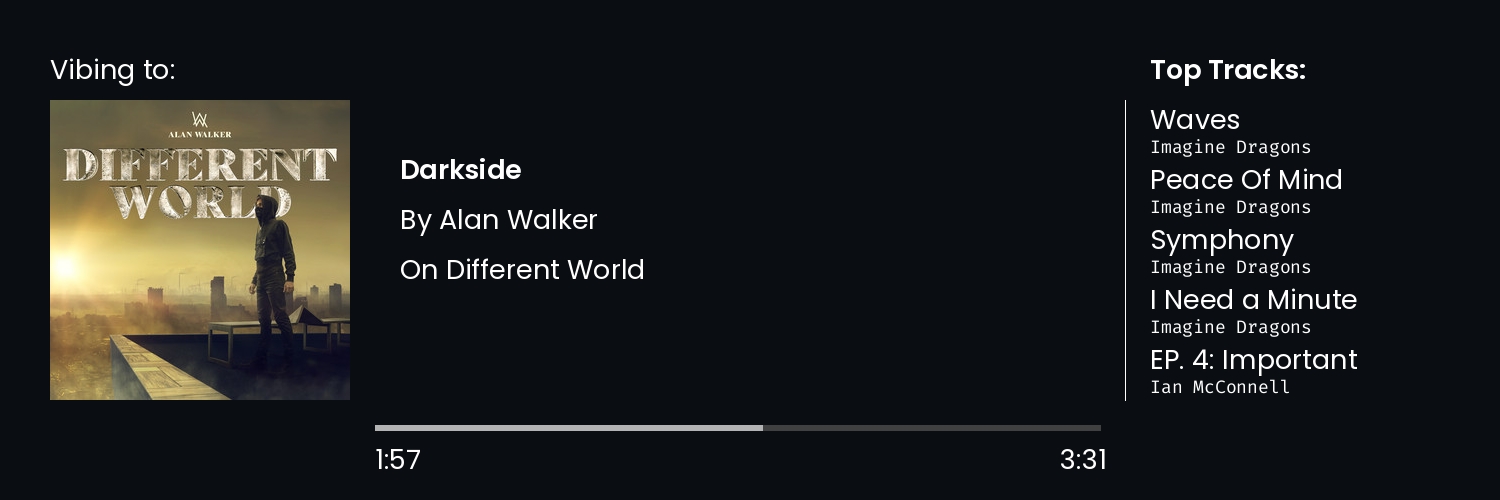 Vibing to:
ALAN WALKER
DIFFERENT
WORLD
Darkside
By Alan Walker
On Different World
1:57
3:31
Top Tracks:
Waves
Imagine Dragons
Peace Of Mind
Imagine Dragons
Symphony
Imagine Dragons
I Need a Minute
Imagine Dragons
EP. 4: Important
Ian McConnell